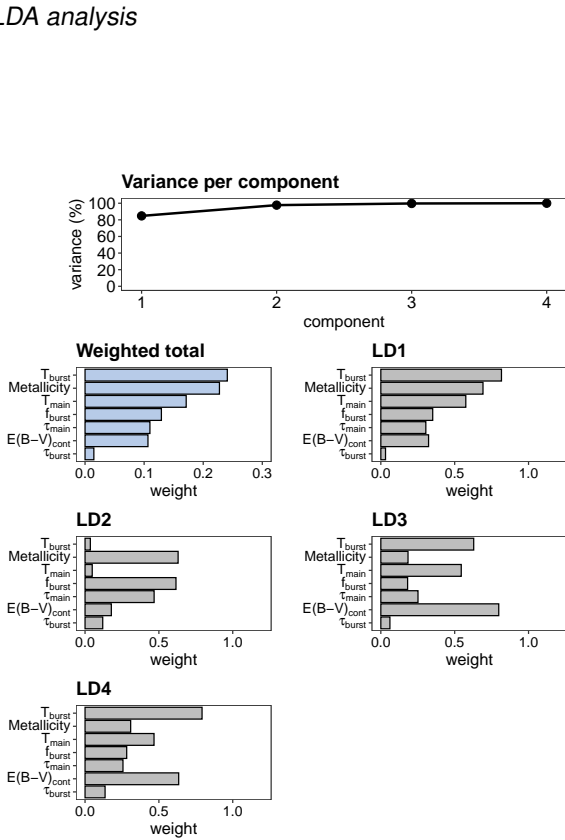 LDA analysis
Variance per component
variance (%)
100
80
60
40
20
0
1 2 3 4
component
Weighted total
T_burst
Metallicity
T_main
f_burst
τ_main
E(B−V)_cont
τ_burst
0.0 0.1 0.2 0.3
weight
LD1
T_burst
Metallicity
T_main
f_burst
τ_main
E(B−V)_cont
τ_burst
0.0 0.5 1.0
weight
LD2
T_burst
Metallicity
T_main
f_burst
τ_main
E(B−V)_cont
τ_burst
0.0 0.5 1.0
weight
LD3
T_burst
Metallicity
T_main
f_burst
τ_main
E(B−V)_cont
τ_burst
0.0 0.5 1.0
weight
LD4
T_burst
Metallicity
T_main
f_burst
τ_main
E(B−V)_cont
τ_burst
0.0 0.5 1.0
weight